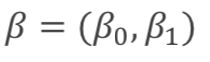 β = (β₀, β₁)